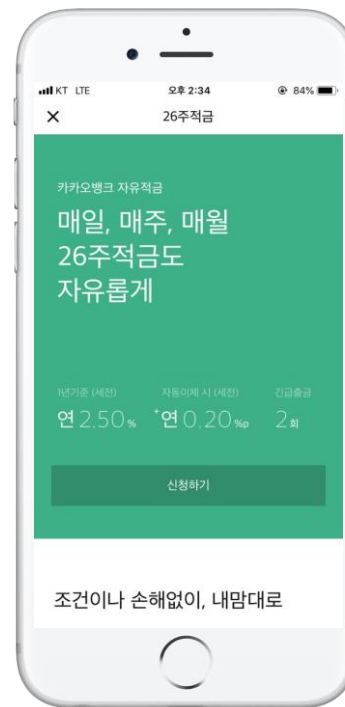 KT LTE 오후 2:34 84%
× 26주적금
카카오뱅크 자유적금
매일, 매주, 매월
26주적금도
자유롭게
1년기준 (세전) 자동이체 시 (세전) 긴급출금
연 2.50 % +연 0.20 %p 2 회
신청하기
조건이나 손해없이, 내맘대로